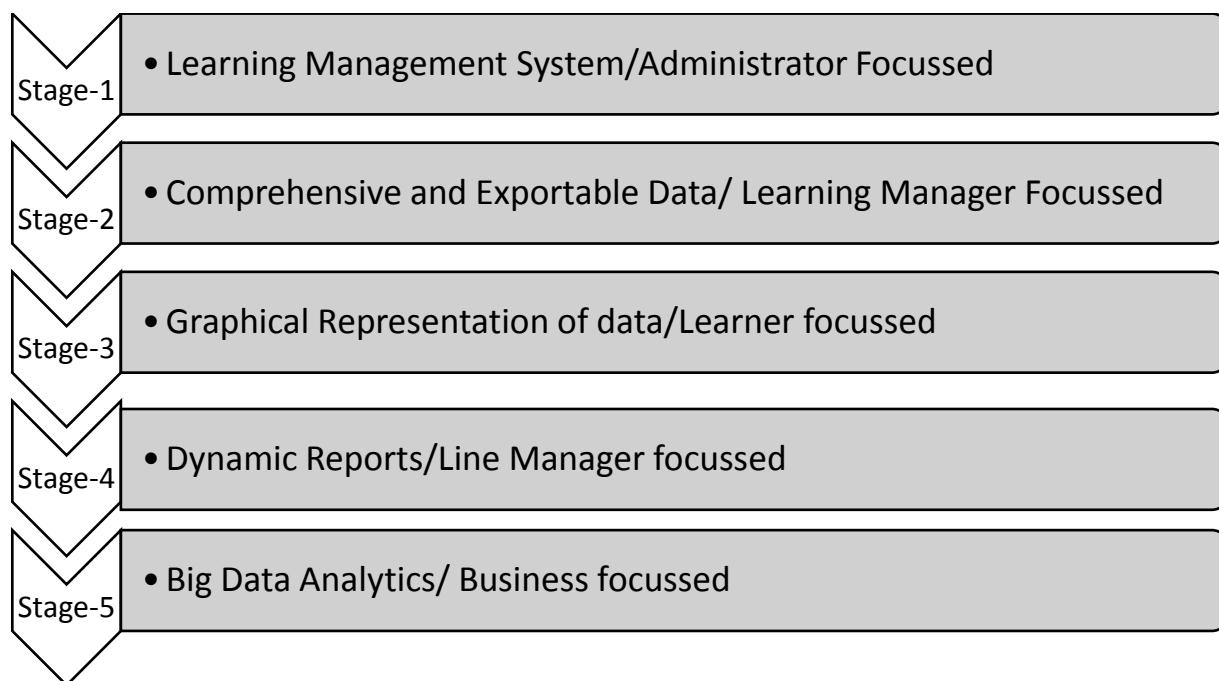 Stage-1
• Learning Management System/Administrator Focussed
Stage-2
• Comprehensive and Exportable Data/ Learning Manager Focussed
Stage-3
• Graphical Representation of data/Learner focussed
Stage-4
• Dynamic Reports/Line Manager focussed
Stage-5
• Big Data Analytics/ Business focussed